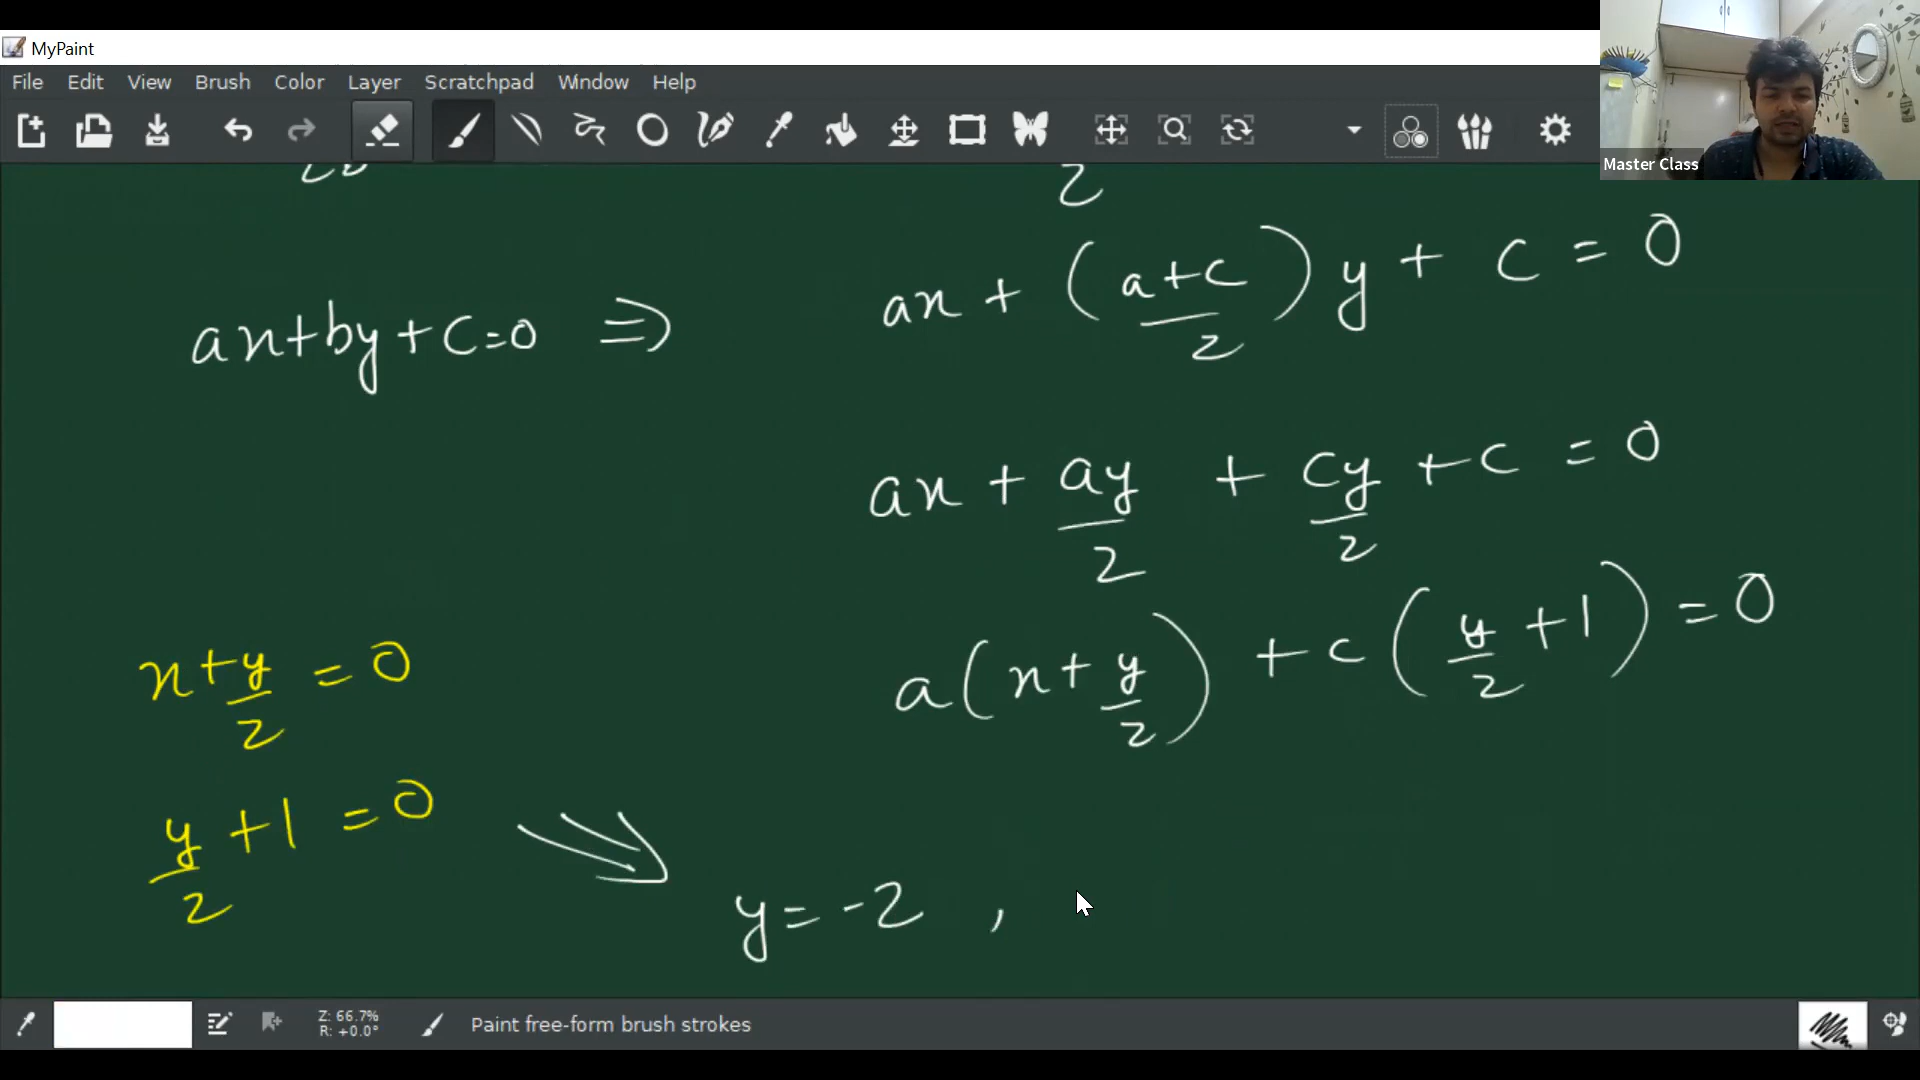 MyPaint
File Edit View Brush Color Layer Scratchpad Window Help
Master Class
2
ax + (a+c/2) y + c = 0
ax+by+c=0 ⇒
ax + ay/2 + cy/2 + c = 0
a(x + y/2) + c(y/2 + 1) = 0
x + y/2 = 0
y/2 + 1 = 0
y = -2 ,
Z: 66.7%
R: +0.0°
Paint free-form brush strokes